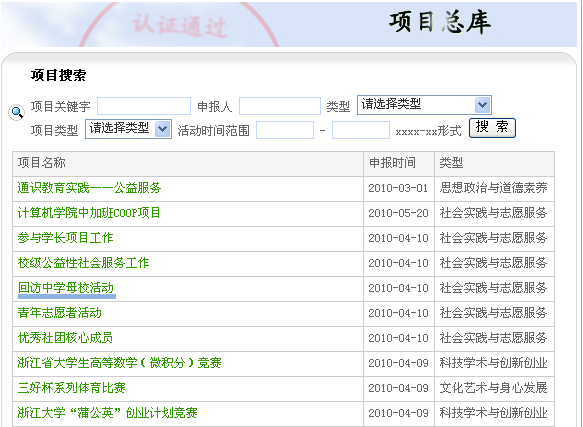 认证通过
项目总库
项目搜索
项目关键字 申报人 类型 请选择类型
项目类型 请选择类型 活动时间范围 - xxxx-xx形式 搜 索
项目名称 申报时间 类型
通识教育实践——公益服务 2010-03-01 思想政治与道德素养
计算机学院中加班COOP项目 2010-05-20 社会实践与志愿服务
参与学长项目工作 2010-04-10 社会实践与志愿服务
校级公益性社会服务工作 2010-04-10 社会实践与志愿服务
回访中学母校活动 2010-04-10 社会实践与志愿服务
青年志愿者活动 2010-04-10 社会实践与志愿服务
优秀社团核心成员 2010-04-10 社会实践与志愿服务
浙江省大学生高等数学（微积分）竞赛 2010-04-09 科技学术与创新创业
三好杯系列体育比赛 2010-04-09 文化艺术与身心发展
浙江大学“蒲公英”创业计划竞赛 2010-04-09 科技学术与创新创业